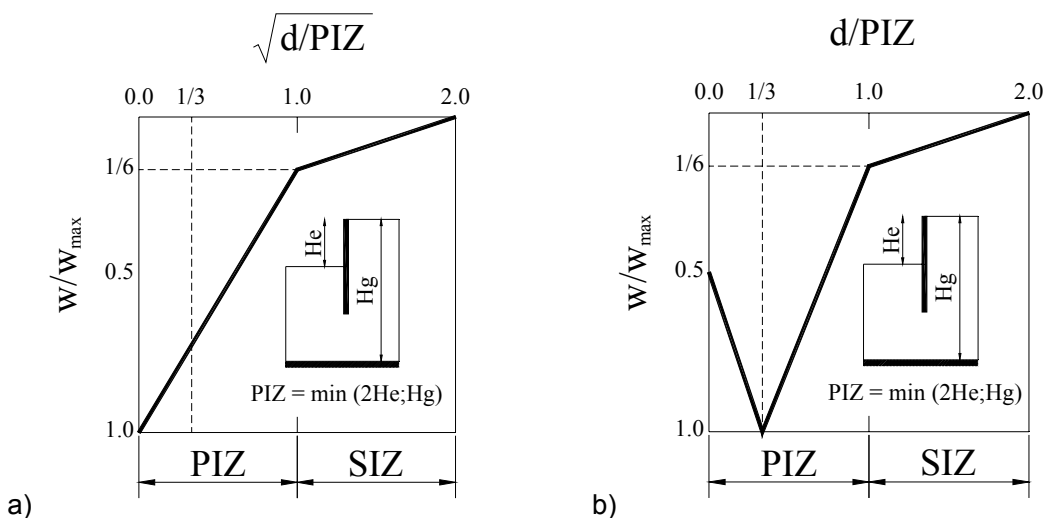 √d/PIZ
0.0 1/3 1.0 2.0
1/6
0.5
1.0
w/wmax
He
Hg
PIZ = min (2He;Hg)
PIZ SIZ
a)
d/PIZ
0.0 1/3 1.0 2.0
1/6
0.5
1.0
w/wmax
He
Hg
PIZ = min (2He;Hg)
PIZ SIZ
b)